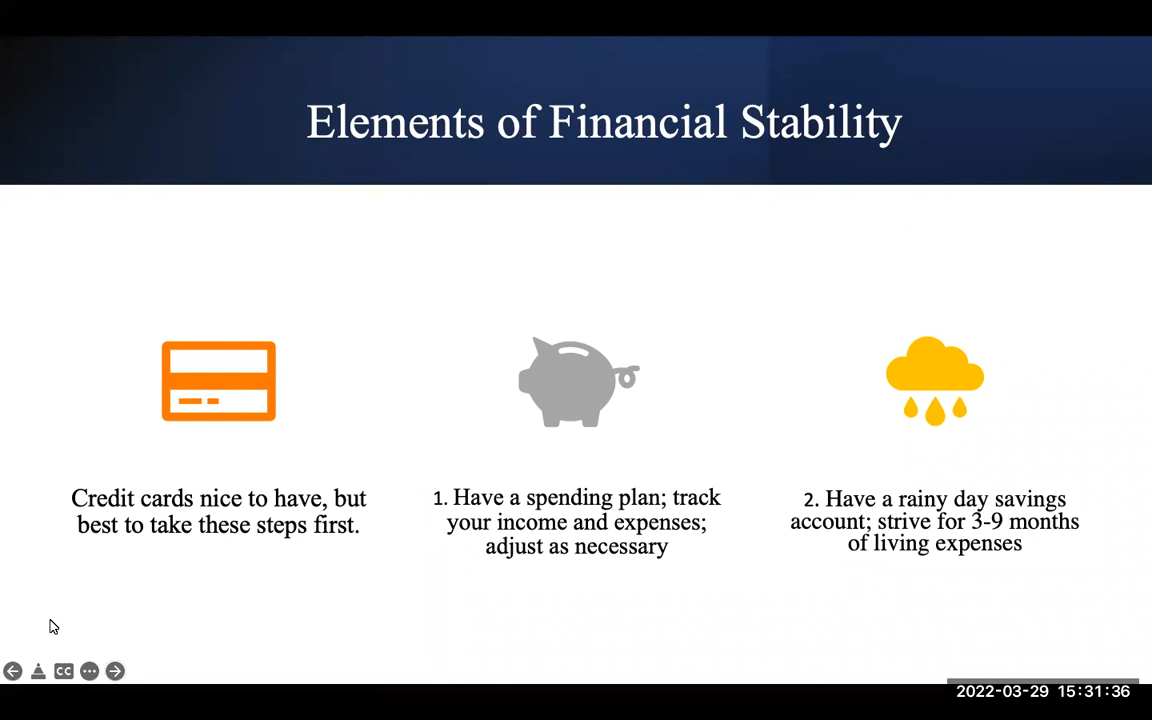 Elements of Financial Stability
Credit cards nice to have, but
best to take these steps first.
1. Have a spending plan; track
your income and expenses;
adjust as necessary
2. Have a rainy day savings
account; strive for 3-9 months
of living expenses
CC
2022-03-29 15:31:36